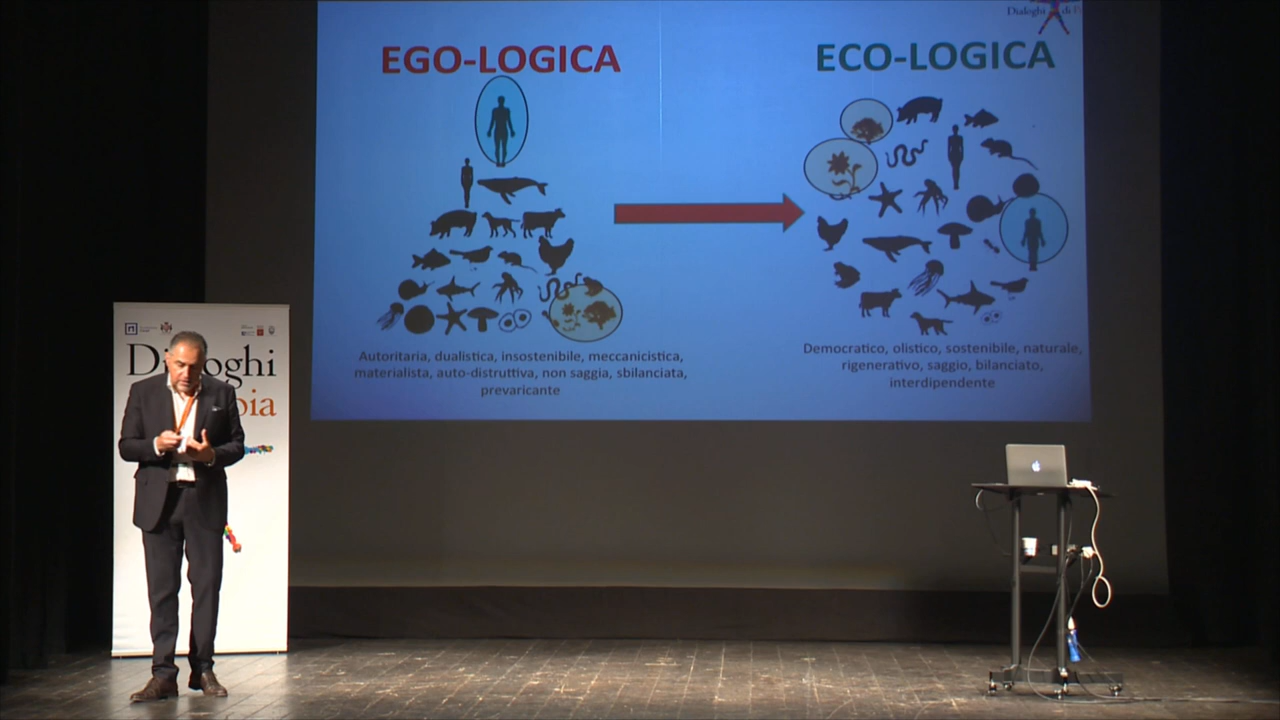 Dialoghi di
EGO-LOGICA
ECO-LOGICA
Autoritaria, dualistica, insostenibile, meccanicistica,
materialista, auto-distruttiva, non saggia, sbilanciata,
prevaricante
Democratico, olistico, sostenibile, naturale,
rigenerativo, saggio, bilanciato,
interdipendente